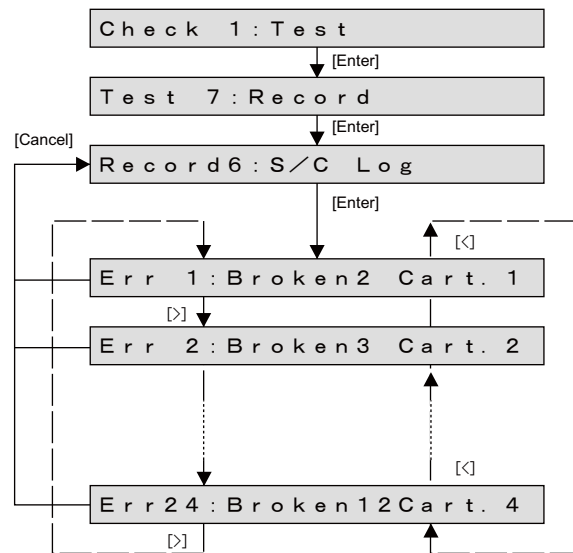 Check 1:Test
[Enter]
Test 7:Record
[Enter]
[Cancel]
Record6:S／C Log
[Enter]
[<]
Err 1:Broken2 Cart. 1
[>]
Err 2:Broken3 Cart. 2
[<]
Err24:Broken12Cart. 4
[>]